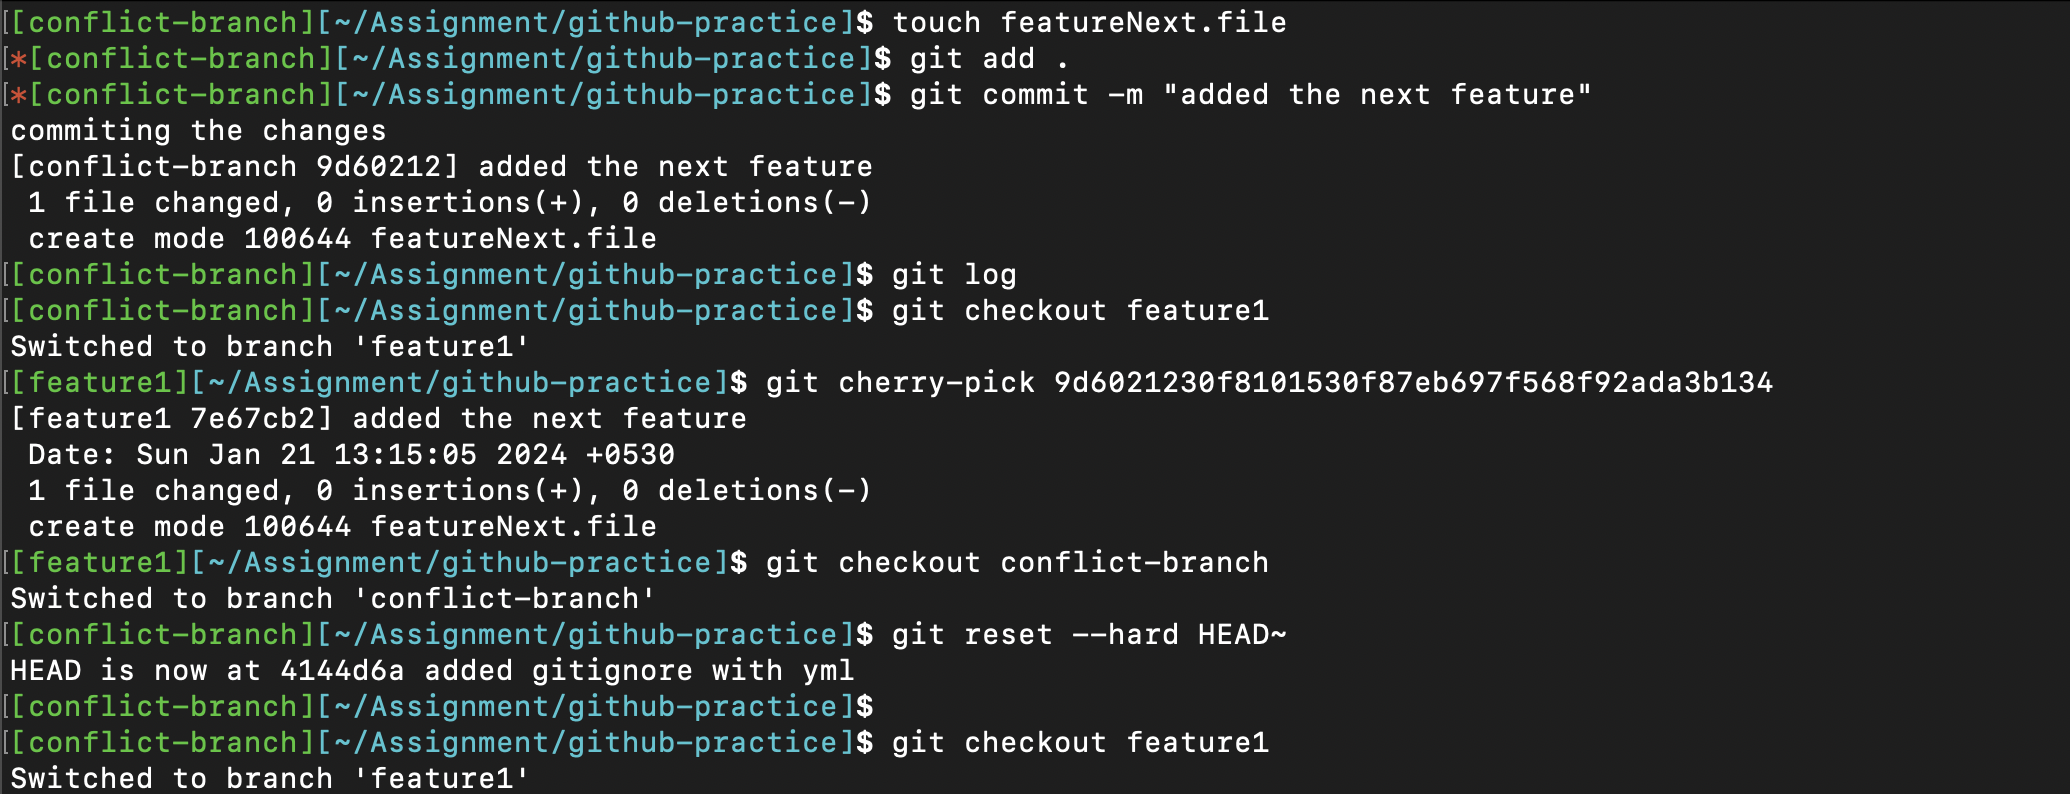 [[conflict-branch][~/Assignment/github-practice]$ touch featureNext.file
[*[conflict-branch][~/Assignment/github-practice]$ git add .
[*[conflict-branch][~/Assignment/github-practice]$ git commit -m "added the next feature"
commiting the changes
[conflict-branch 9d60212] added the next feature
 1 file changed, 0 insertions(+), 0 deletions(-)
 create mode 100644 featureNext.file
[[conflict-branch][~/Assignment/github-practice]$ git log
[[conflict-branch][~/Assignment/github-practice]$ git checkout feature1
Switched to branch 'feature1'
[[feature1][~/Assignment/github-practice]$ git cherry-pick 9d6021230f8101530f87eb697f568f92ada3b134
[feature1 7e67cb2] added the next feature
 Date: Sun Jan 21 13:15:05 2024 +0530
 1 file changed, 0 insertions(+), 0 deletions(-)
 create mode 100644 featureNext.file
[[feature1][~/Assignment/github-practice]$ git checkout conflict-branch
Switched to branch 'conflict-branch'
[[conflict-branch][~/Assignment/github-practice]$ git reset --hard HEAD~
HEAD is now at 4144d6a added gitignore with yml
[[conflict-branch][~/Assignment/github-practice]$
[[conflict-branch][~/Assignment/github-practice]$ git checkout feature1
Switched to branch 'feature1'